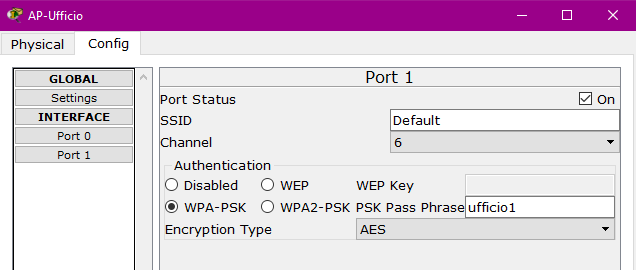 AP-Ufficio
Physical Config
GLOBAL
Settings
INTERFACE
Port 0
Port 1
Port 1
Port Status On
SSID Default
Channel 6
Authentication
Disabled WEP WEP Key
WPA-PSK WPA2-PSK PSK Pass Phrase ufficio1
Encryption Type AES